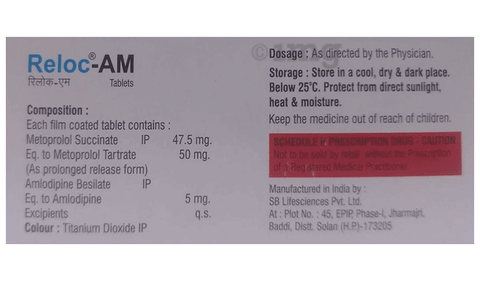 Reloc®-AM
रिलोक-एम Tablets
Composition :
Each film coated tablet contains :
Metoprolol Succinate IP 47.5 mg.
Eq. to Metoprolol Tartrate 50 mg.
(As prolonged release form)
Amlodipine Besilate IP
Eq. to Amlodipine 5 mg.
Excipients q.s.
Colour : Titanium Dioxide IP
1mg
Dosage : As directed by the Physician.
Storage : Store in a cool, dry & dark place.
Below 25°C. Protect from direct sunlight,
heat & moisture.
Keep the medicine out of reach of children.
SCHEDULE H PRESCRIPTION DRUG - CAUTION
Not to be sold by retail without the Prescription
of a Registered Medical Practitioner.
Manufactured in India by :
SB Lifesciences Pvt. Ltd.
At : Plot No. : 45, EPIP, Phase-I, Jharmajri,
Baddi, Distt. Solan (H.P.)-173205